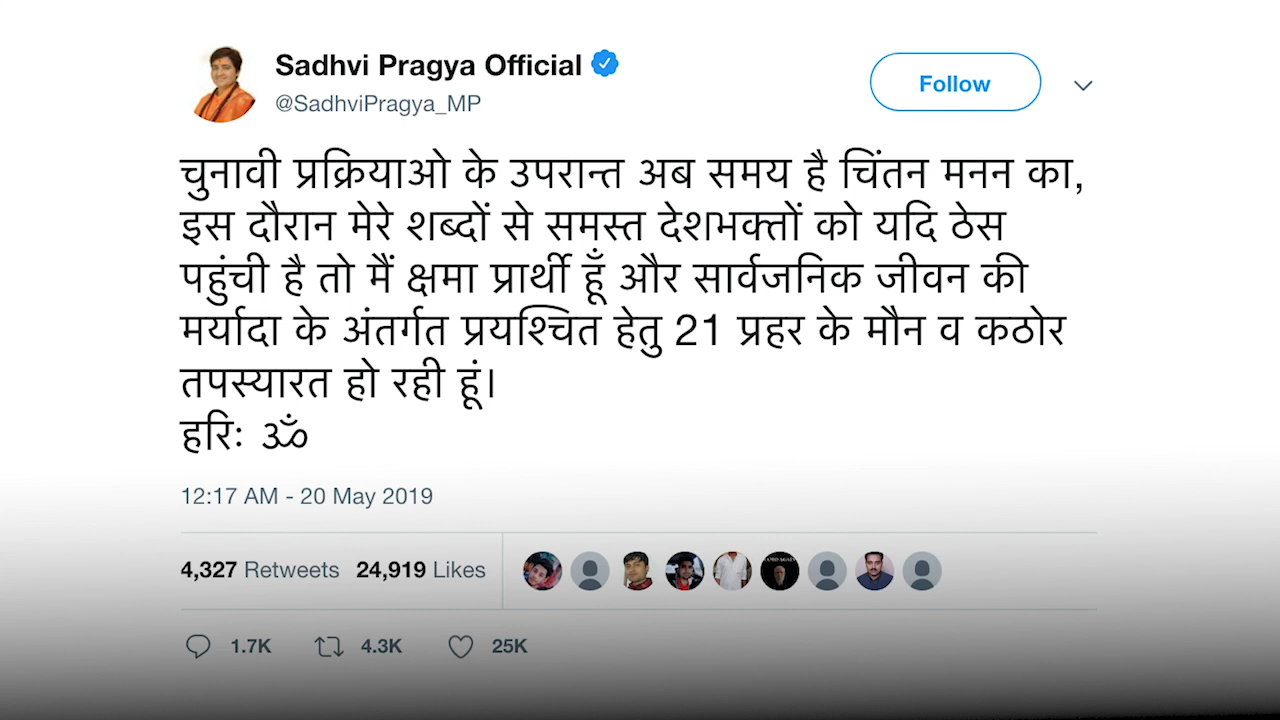 Sadhvi Pragya Official
@SadhviPragya_MP
Follow
चुनावी प्रक्रियाओ के उपरान्त अब समय है चिंतन मनन का,
इस दौरान मेरे शब्दों से समस्त देशभक्तों को यदि ठेस
पहुंची है तो मैं क्षमा प्रार्थी हूँ और सार्वजनिक जीवन की
मर्यादा के अंतर्गत प्रयश्चित हेतु 21 प्रहर के मौन व कठोर
तपस्यारत हो रही हूं।
हरिः ॐ
12:17 AM - 20 May 2019
4,327 Retweets 24,919 Likes
1.7K 4.3K 25K